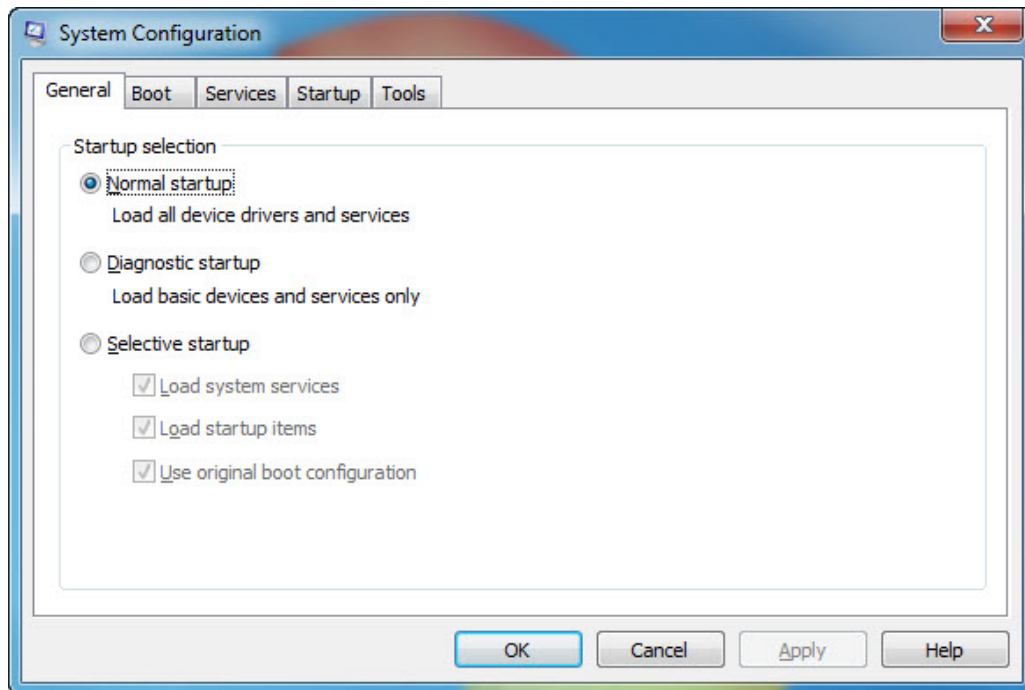 System Configuration
General Boot Services Startup Tools
Startup selection
Normal startup
Load all device drivers and services
Diagnostic startup
Load basic devices and services only
Selective startup
Load system services
Load startup items
Use original boot configuration
OK Cancel Apply Help